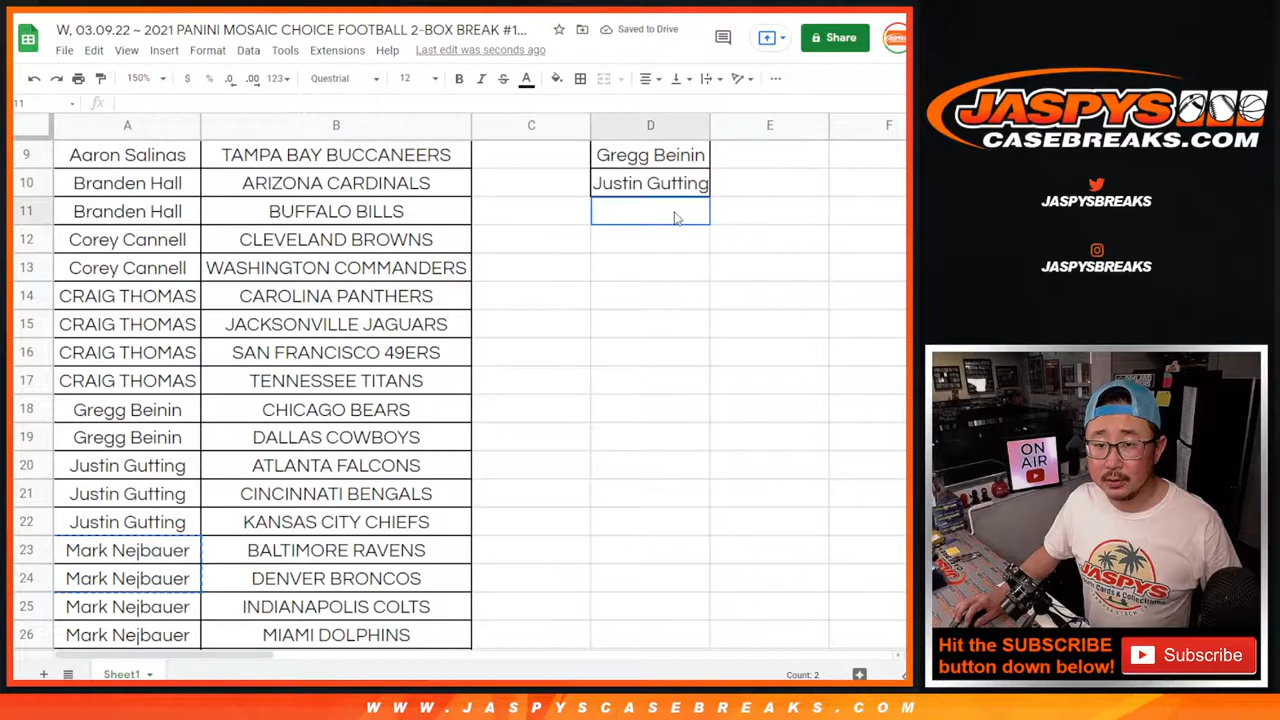 W, 03.09.22 ~ 2021 PANINI MOSAIC CHOICE FOOTBALL 2-BOX BREAK #1...
Saved to Drive
Share
File Edit View Insert Format Data Tools Extensions Help Last edit was seconds ago
150% $ % .0 .00 123 Questrial 12 B I S A
11 fx
A B C D E F
9 Aaron Salinas TAMPA BAY BUCCANEERS Gregg Beinin
10 Branden Hall ARIZONA CARDINALS Justin Gutting
11 Branden Hall BUFFALO BILLS
12 Corey Cannell CLEVELAND BROWNS
13 Corey Cannell WASHINGTON COMMANDERS
14 CRAIG THOMAS CAROLINA PANTHERS
15 CRAIG THOMAS JACKSONVILLE JAGUARS
16 CRAIG THOMAS SAN FRANCISCO 49ERS
17 CRAIG THOMAS TENNESSEE TITANS
18 Gregg Beinin CHICAGO BEARS
19 Gregg Beinin DALLAS COWBOYS
20 Justin Gutting ATLANTA FALCONS
21 Justin Gutting CINCINNATI BENGALS
22 Justin Gutting KANSAS CITY CHIEFS
23 Mark Nejbauer BALTIMORE RAVENS
24 Mark Nejbauer DENVER BRONCOS
25 Mark Nejbauer INDIANAPOLIS COLTS
26 Mark Nejbauer MIAMI DOLPHINS
Sheet1
Count: 2
JASPYS
CASEBREAKS.COM
JASPYSBREAKS
JASPYSBREAKS
ON
AIR
JASPYS
Hit the SUBSCRIBE
button down below!
Subscribe
WWW.JASPYSCASEBREAKS.COM